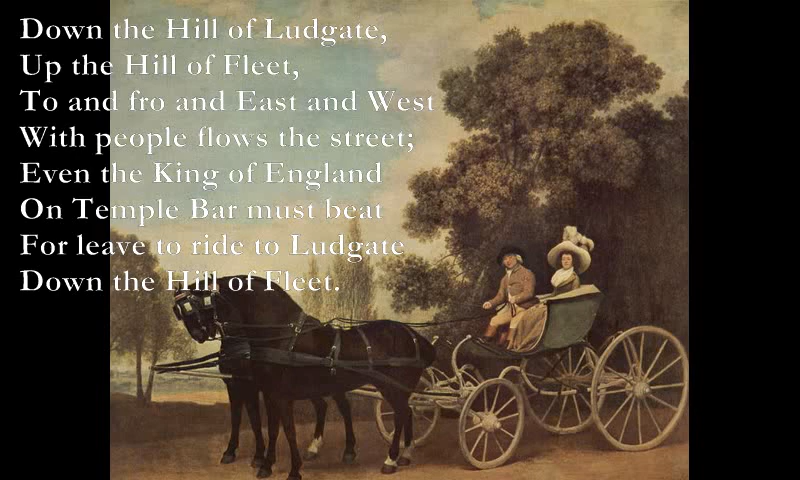 Down the Hill of Ludgate,
Up the Hill of Fleet,
To and fro and East and West
With people flows the street;
Even the King of England
On Temple Bar must beat
For leave to ride to Ludgate
Down the Hill of Fleet.